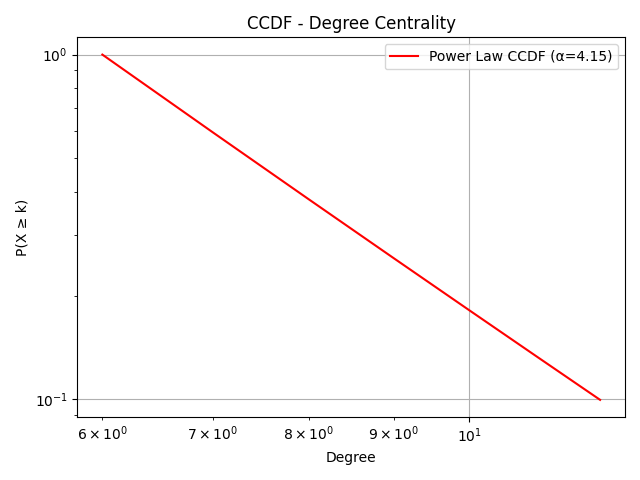 CCDF - Degree Centrality
Power Law CCDF (α=4.15)
P(X ≥ k)
10⁰
10⁻¹
6 × 10⁰
7 × 10⁰
8 × 10⁰
9 × 10⁰
10¹
Degree